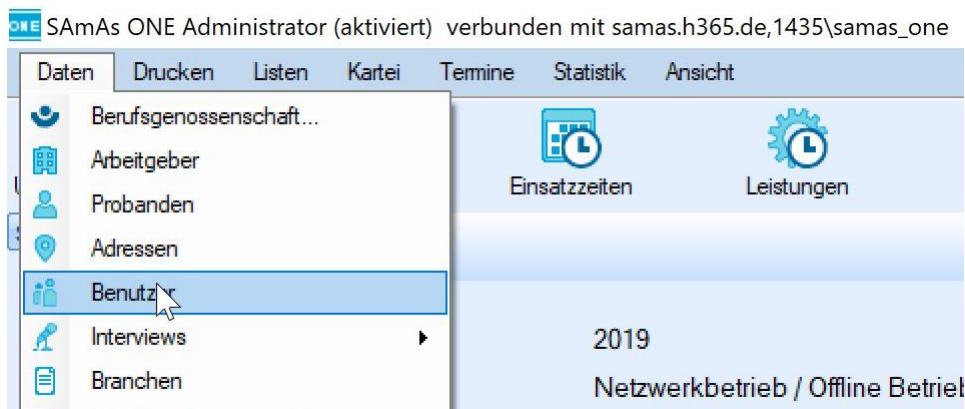 ONE SAmAs ONE Administrator (aktiviert) verbunden mit samas.h365.de,1435\samas_one
Daten Drucken Listen Kartei Termine Statistik Ansicht
Berufsgenossenschaft...
Arbeitgeber
Probanden
Adressen
Benutzer
Interviews
Branchen
Einsatzzeiten Leistungen
2019
Netzwerkbetrieb / Offline